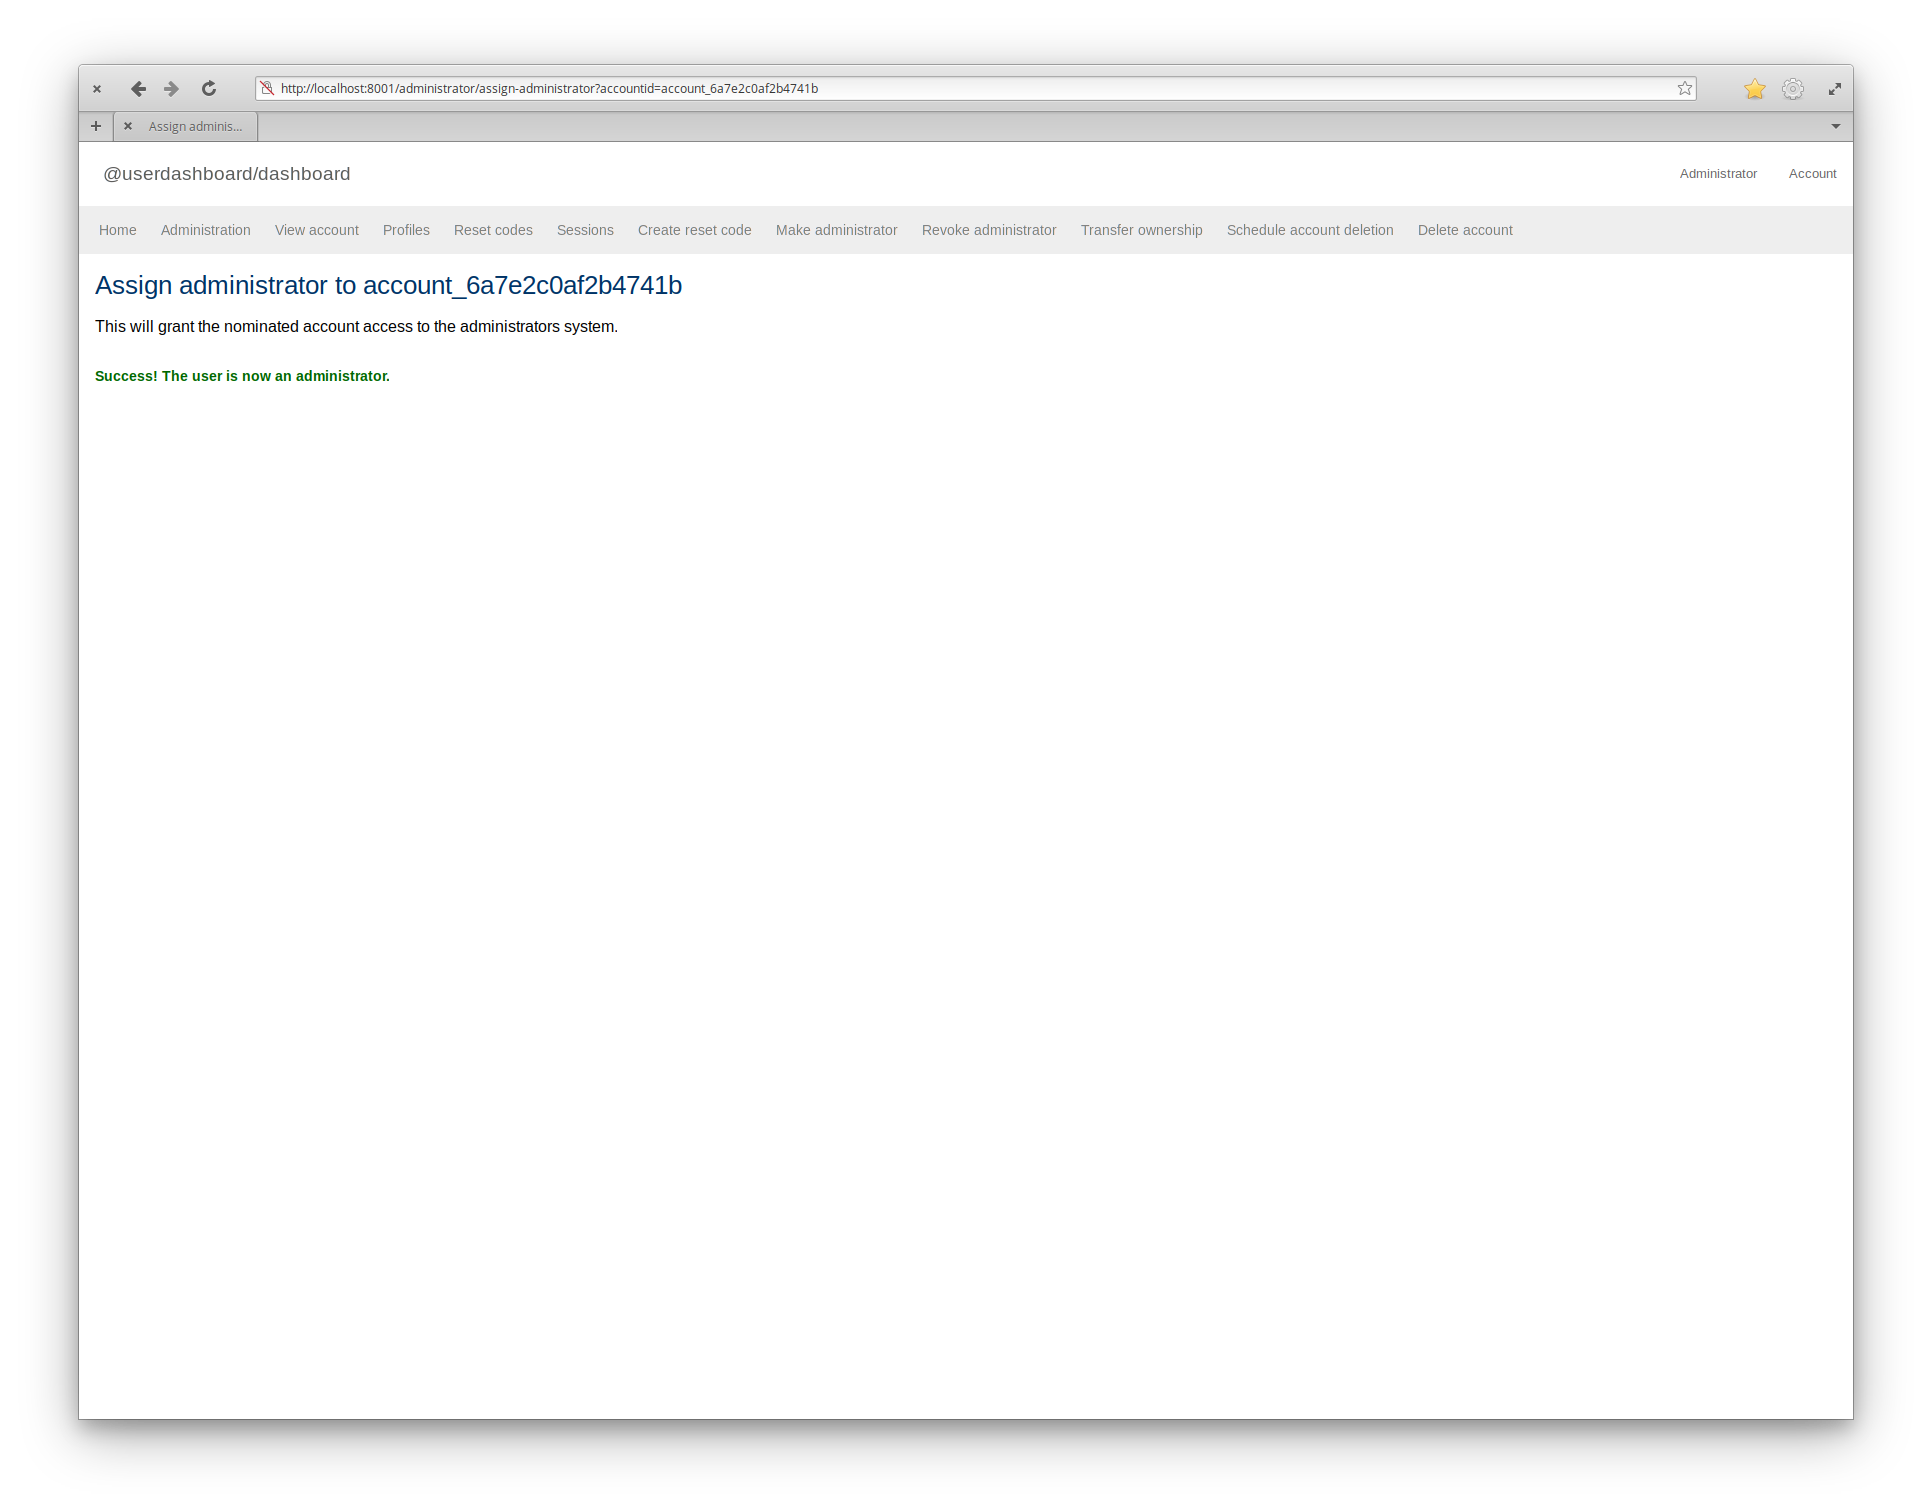 http://localhost:8001/administrator/assign-administrator?accountid=account_6a7e2c0af2b4741b
Assign adminis...
@userdashboard/dashboard
Administrator Account
Home Administration View account Profiles Reset codes Sessions Create reset code Make administrator Revoke administrator Transfer ownership Schedule account deletion Delete account
Assign administrator to account_6a7e2c0af2b4741b
This will grant the nominated account access to the administrators system.
Success! The user is now an administrator.